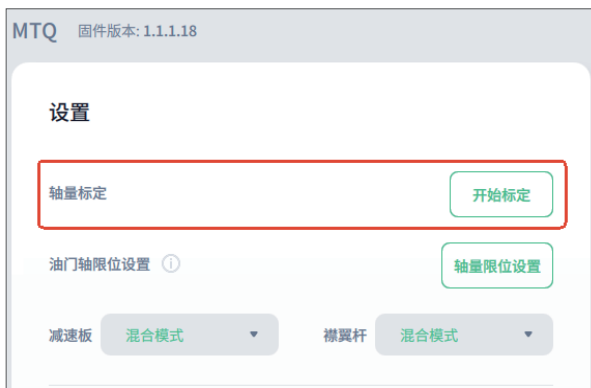 MTQ 固件版本: 1.1.1.18
设置
轴量标定 开始标定
油门轴限位设置 轴量限位设置
减速板 混合模式 襟翼杆 混合模式